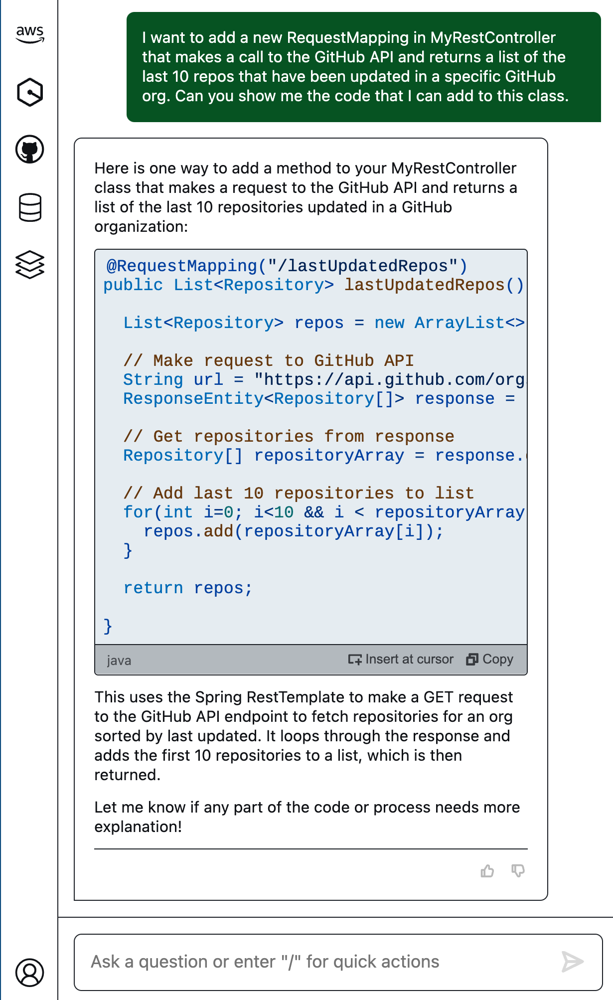 aws
I want to add a new RequestMapping in MyRestController
that makes a call to the GitHub API and returns a list of the
last 10 repos that have been updated in a specific GitHub
org. Can you show me the code that I can add to this class.
Here is one way to add a method to your MyRestController
class that makes a request to the GitHub API and returns a
list of the last 10 repositories updated in a GitHub
organization:
@RequestMapping("/lastUpdatedRepos")
public List<Repository> lastUpdatedRepos()
List<Repository> repos = new ArrayList<>
// Make request to GitHub API
String url = "https://api.github.com/org
ResponseEntity<Repository[]> response =
// Get repositories from response
Repository[] repositoryArray = response.
// Add last 10 repositories to list
for(int i=0; i<10 && i < repositoryArray
repos.add(repositoryArray[i]);
}
return repos;
}
java
Insert at cursor Copy
This uses the Spring RestTemplate to make a GET request
to the GitHub API endpoint to fetch repositories for an org
sorted by last updated. It loops through the response and
adds the first 10 repositories to a list, which is then
returned.
Let me know if any part of the code or process needs more
explanation!
Ask a question or enter "/" for quick actions